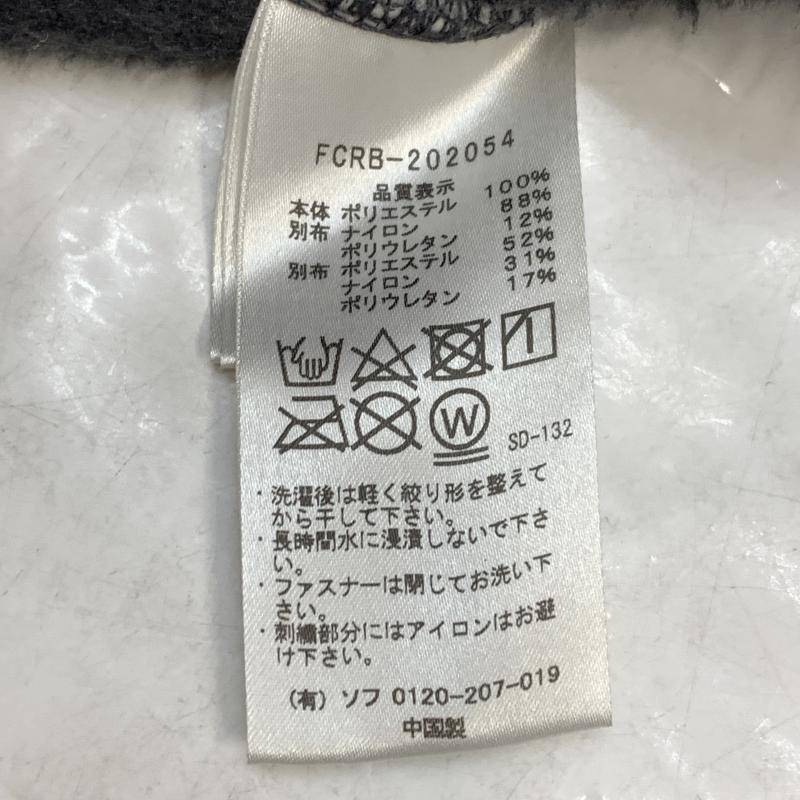 FCRB-202054
品質表示
本体 ポリエステル 100%
別布 ナイロン 88%
ポリウレタン 12%
別布 ポリエステル 52%
ナイロン 31%
ポリウレタン 17%
W
SD-132
・洗濯後は軽く絞り形を整えて
から干して下さい。
・長時間水に浸漬しないで下さ
い。
・ファスナーは閉じてお洗い下
さい。
・刺繍部分にはアイロンはお避
け下さい。
(有) ソフ 0120-207-019
中国製